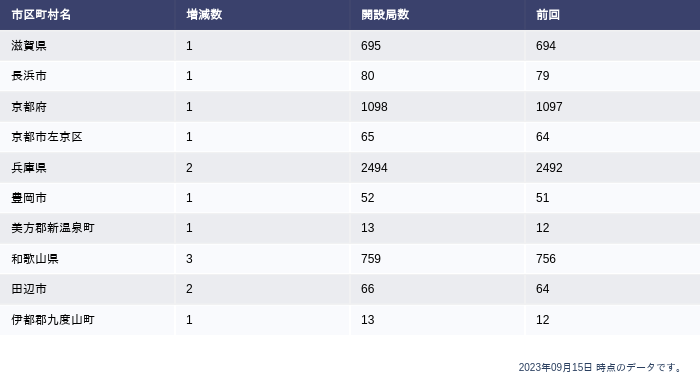 市区町村名 増減数 開設局数 前回
滋賀県 1 695 694
長浜市 1 80 79
京都府 1 1098 1097
京都市左京区 1 65 64
兵庫県 2 2494 2492
豊岡市 1 52 51
美方郡新温泉町 1 13 12
和歌山県 3 759 756
田辺市 2 66 64
伊都郡九度山町 1 13 12
2023年09月15日 時点のデータです。